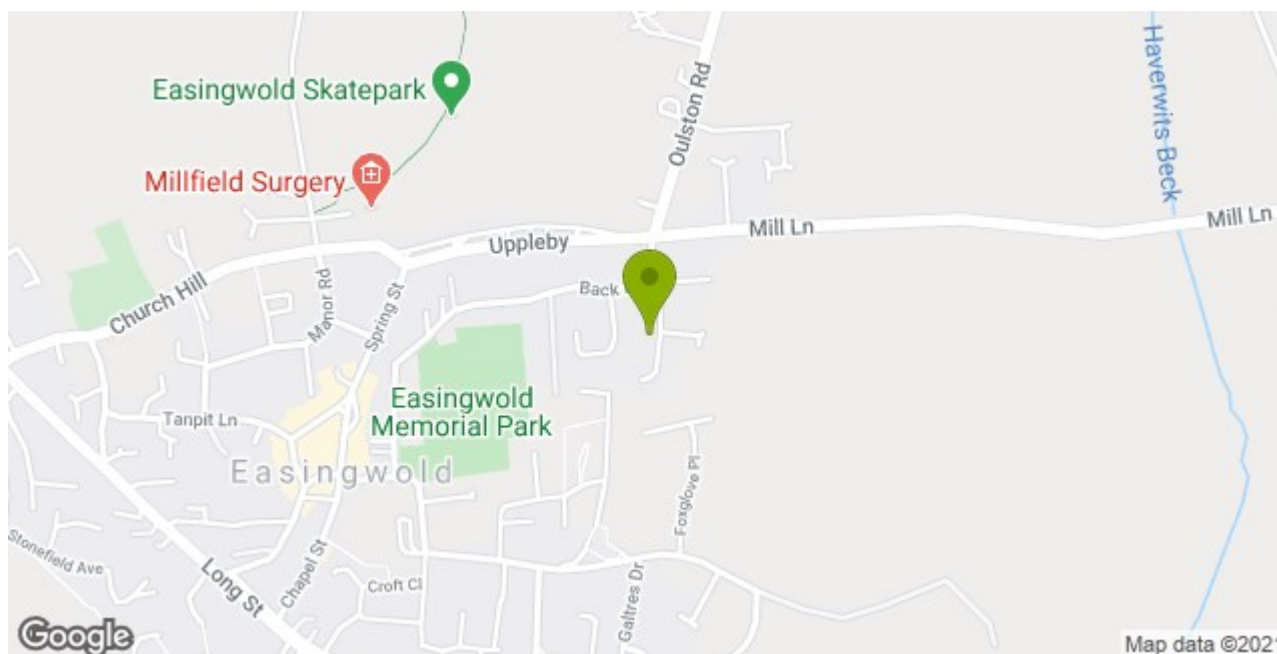 Easingwold Skatepark
Millfield Surgery
Oulston Rd
Haverwits Beck
Mill Ln
Mill Ln
Uppleby
Church Hill
Manor Rd
Spring St
Back
Easingwold
Memorial Park
Tanpit Ln
Easingwold
Foxglove Pl
Stonefield Ave
Long St
Chapel St
Croft Cl
Galtres Dr
Google
Map data ©2021